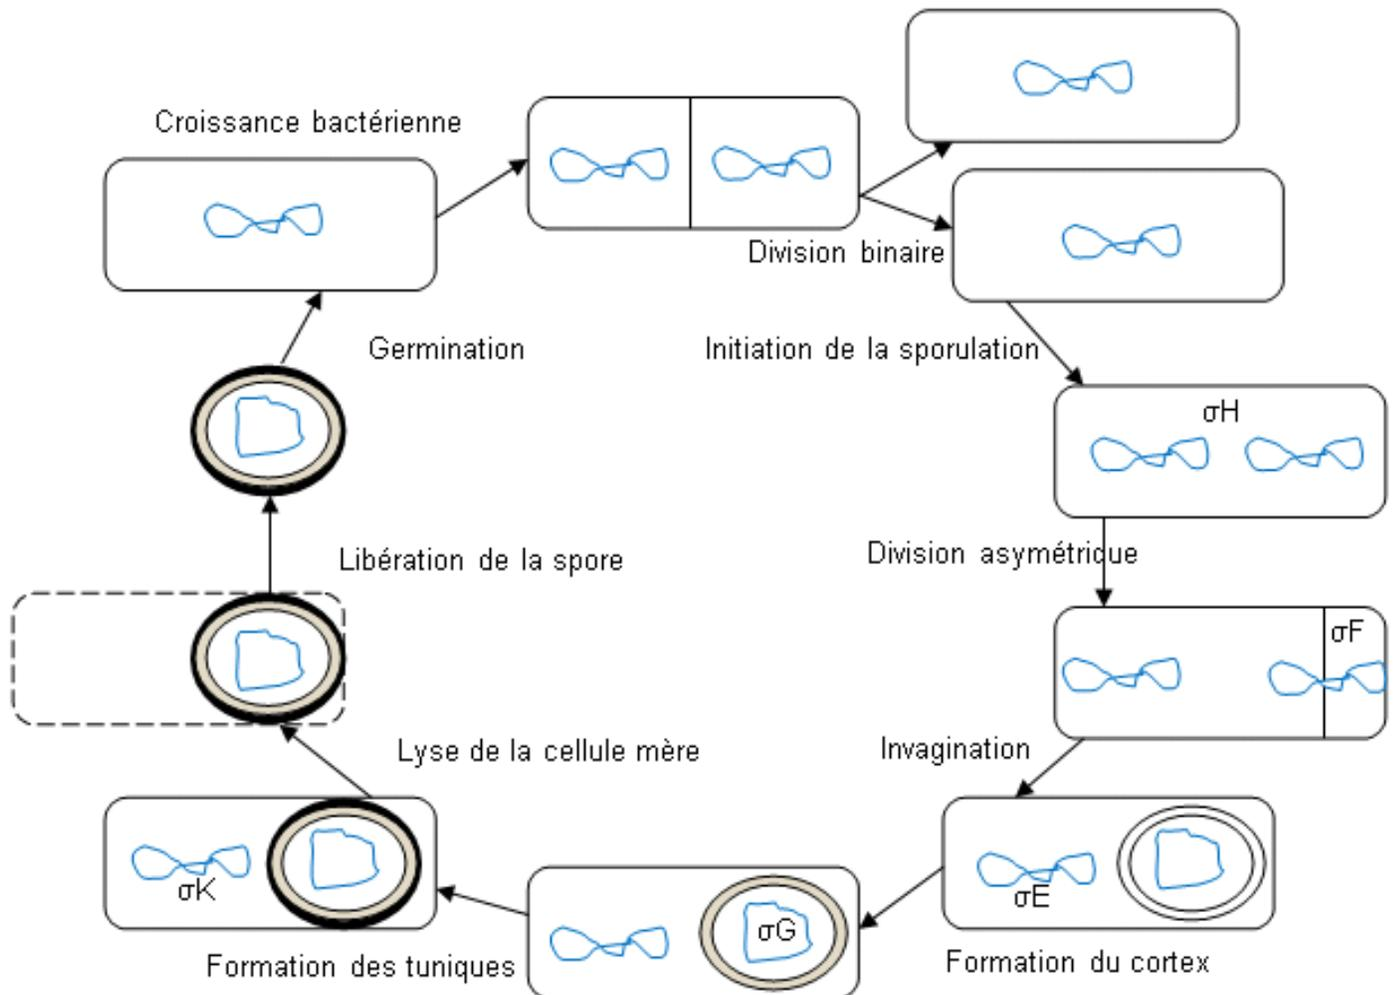 Croissance bactérienne
Division binaire
Germination
Initiation de la sporulation
σH
Libération de la spore
Division asymétrique
σF
Lyse de la cellule mère
Invagination
σK
σE
σG
Formation des tuniques
Formation du cortex